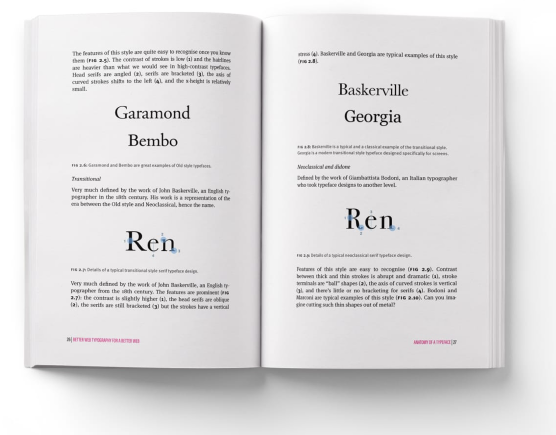 The features of this style are quite easy to recognise once you know
them (FIG 2.5). The contrast of strokes is low (1) and the hairlines
are heavier than what we would see in high-contrast typefaces.
Head serifs are angled (2), serifs are bracketed (3), the axis of
curved strokes shifts to the left (4), and the x-height is relatively
small.
Garamond
Bembo
FIG 2.6: Garamond and Bembo are great examples of Old style typefaces.
Transitional
Very much defined by the work of John Baskerville, an English ty-
pographer in the 18th century. His work is a representation of the
era between the Old style and Neoclassical, hence the name.
Ren
FIG 2.7: Details of a typical transitional style serif typeface design.
Very much defined by the work of John Baskerville, an English ty-
pographer from the 18th century. The features are prominent (FIG
2.7): the contrast is slightly higher (1), the head serifs are oblique
(2), the serifs are still bracketed (3) but the strokes have a vertical
| BETTER WEB TYPOGRAPHY FOR A BETTER WEB
stress (4). Baskerville and Georgia are typical examples of this style
(FIG 2.8).
Baskerville
Georgia
FIG 2.8: Baskerville is a typical and a classical example of the transitional style.
Georgia is a modern transitional style typeface designed specifically for screens.
Neoclassical and didone
Defined by the work of Giambattista Bodoni, an Italian typographer
who took typeface designs to another level.
Ren
FIG 2.9: Details of a typical neoclassical serif typeface design.
Features of this style are easy to recognise (FIG 2.9). Contrast
between thick and thin strokes is abrupt and dramatic (1), stroke
terminals are "ball" shapes (2), the axis of curved strokes is vertical
(3), and there's little or no bracketing for serifs (4). Bodoni and
Marconi are typical examples of this style (FIG 2.10). Can you ima-
gine cutting such thin shapes out of metal?
ANATOMY OF A TYPEFACE | 37